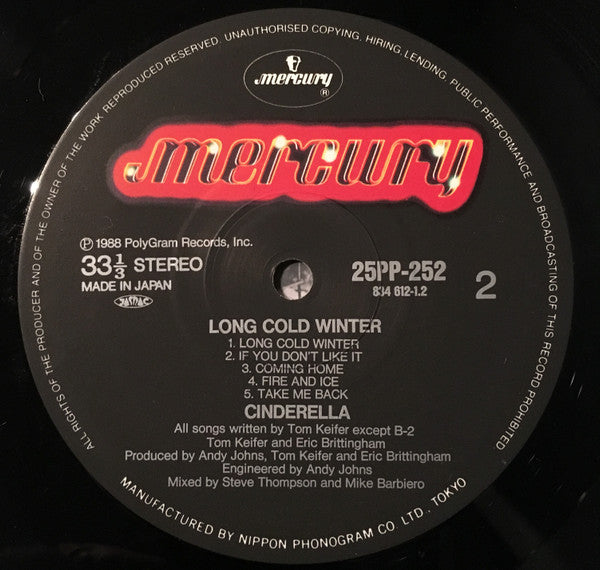 ALL RIGHTS OF THE PRODUCER AND OF THE OWNER OF THE WORK REPRODUCED RESERVED. UNAUTHORISED COPYING, HIRING, LENDING, PUBLIC PERFORMANCE AND BROADCASTING OF THIS RECORD PROHIBITED
mercury
®
mercury
℗ 1988 PolyGram Records, Inc.
33 1/3 STEREO
MADE IN JAPAN
JASRAC
25PP-252
834 612-1.2
2
LONG COLD WINTER
1. LONG COLD WINTER
2. IF YOU DON'T LIKE IT
3. COMING HOME
4. FIRE AND ICE
5. TAKE ME BACK
CINDERELLA
All songs written by Tom Keifer except B-2
Tom Keifer and Eric Brittingham
Produced by Andy Johns, Tom Keifer and Eric Brittingham
Engineered by Andy Johns
Mixed by Steve Thompson and Mike Barbiero
MANUFACTURED BY NIPPON PHONOGRAM CO. LTD., TOKYO